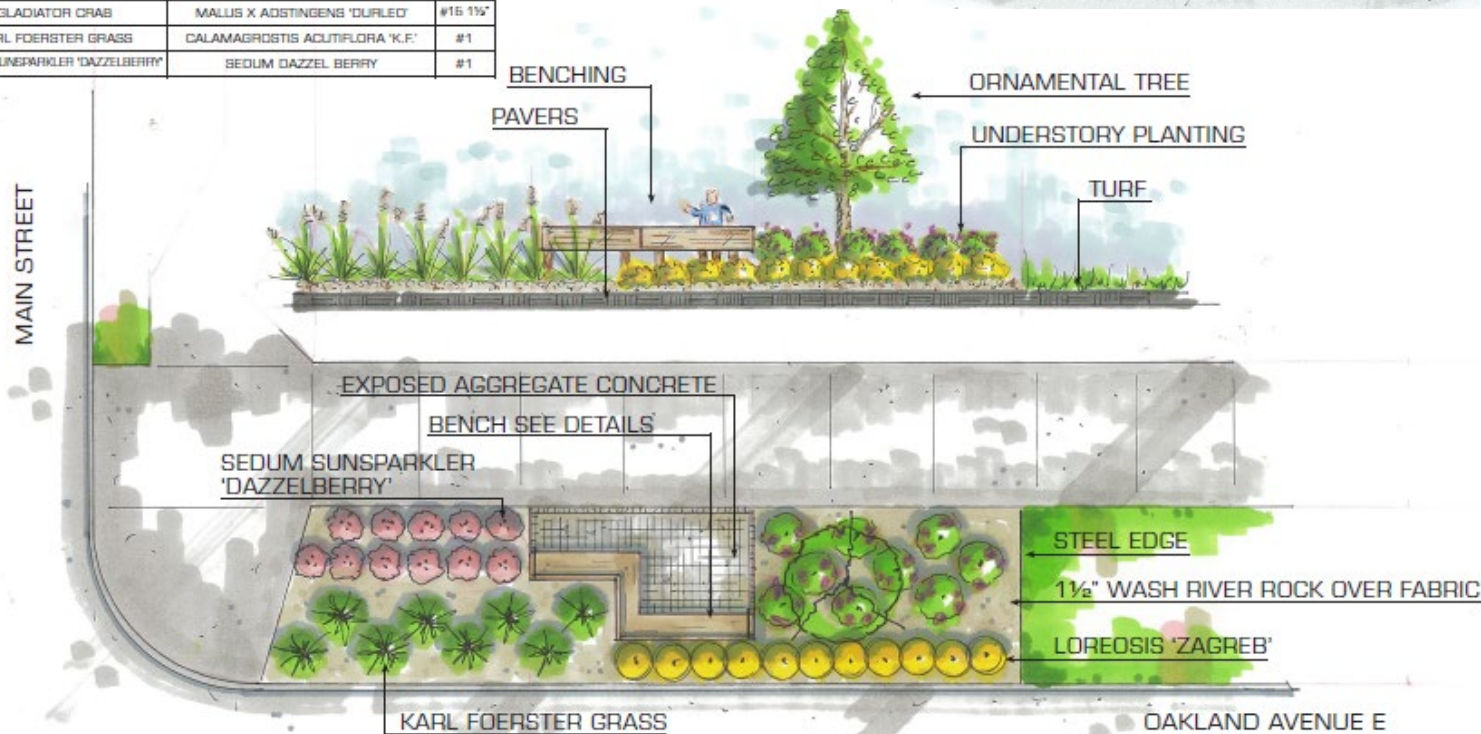 GLADIATOR CRAB MALUS X ADSTINGENS 'DURLEO' #15 1½"
RL FOERSTER GRASS CALAMAGROSTIS ACUTIFLORA 'K.F.' #1
UNSPARKLER 'DAZZELBERRY' SEDUM DAZZEL BERRY #1
BENCHING
ORNAMENTAL TREE
PAVERS
UNDERSTORY PLANTING
TURF
MAIN STREET
EXPOSED AGGREGATE CONCRETE
BENCH SEE DETAILS
SEDUM SUNSPARKLER
'DAZZELBERRY'
STEEL EDGE
1½" WASH RIVER ROCK OVER FABRIC
LOREOSIS 'ZAGREB'
KARL FOERSTER GRASS
OAKLAND AVENUE E